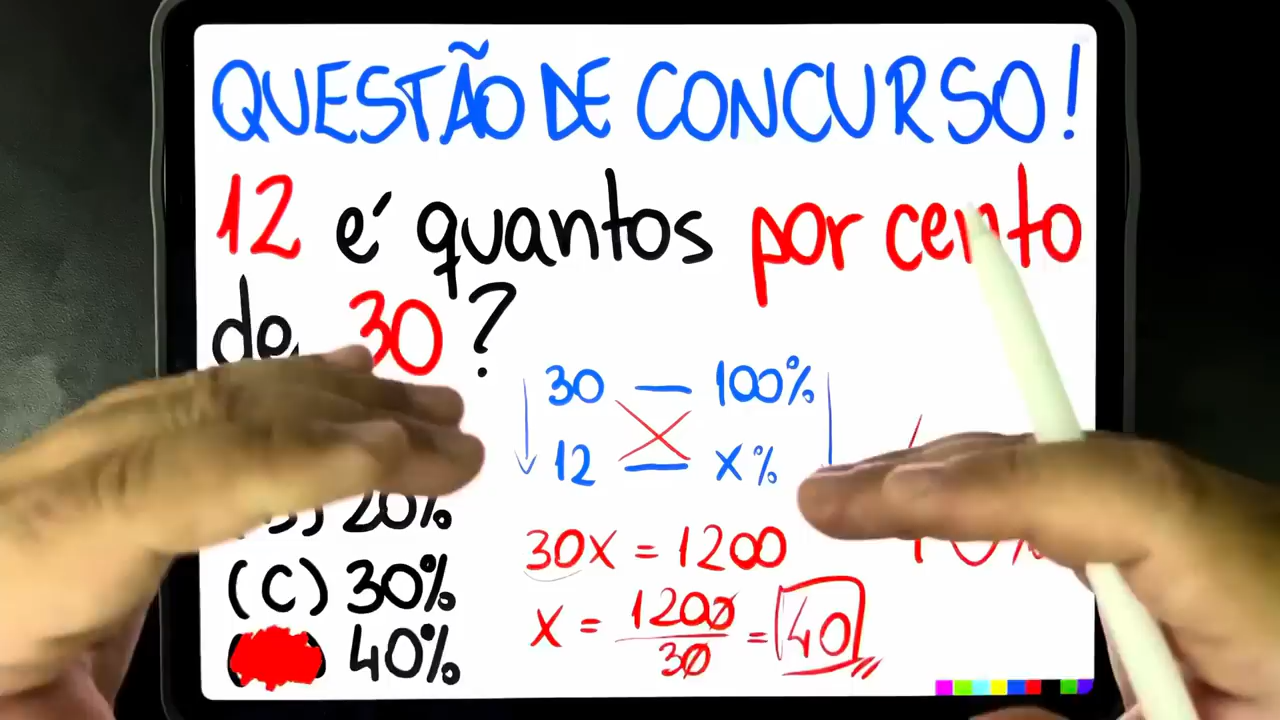 QUESTÃO DE CONCURSO!
12 é quantos por cento
de 30?
30 — 100%
12 — x%
20%
(C) 30%
40%
30x = 1200
x = 1200/30 = 40